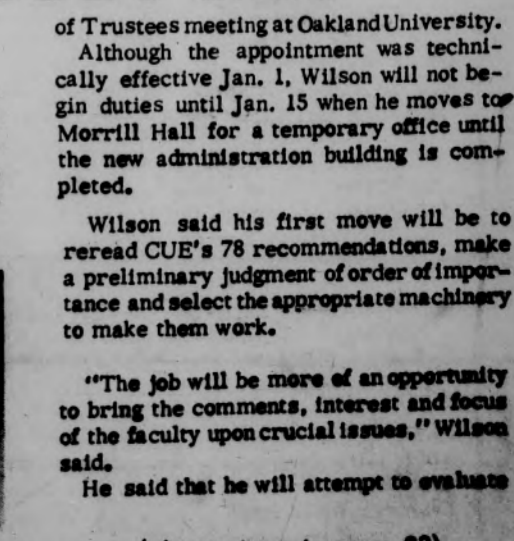 of Trustees meeting at Oakland University.
Although the appointment was techni-
cally effective Jan. 1, Wilson will not be-
gin duties until Jan. 15 when he moves to
Morrill Hall for a temporary office until
the new administration building is com-
pleted.
Wilson said his first move will be to
reread CUE's 78 recommendations, make
a preliminary judgment of order of impor-
tance and select the appropriate machinery
to make them work.
"The job will be more of an opportunity
to bring the comments, interest and focus
of the faculty upon crucial issues," Wilson
said.
He said that he will attempt to evaluate